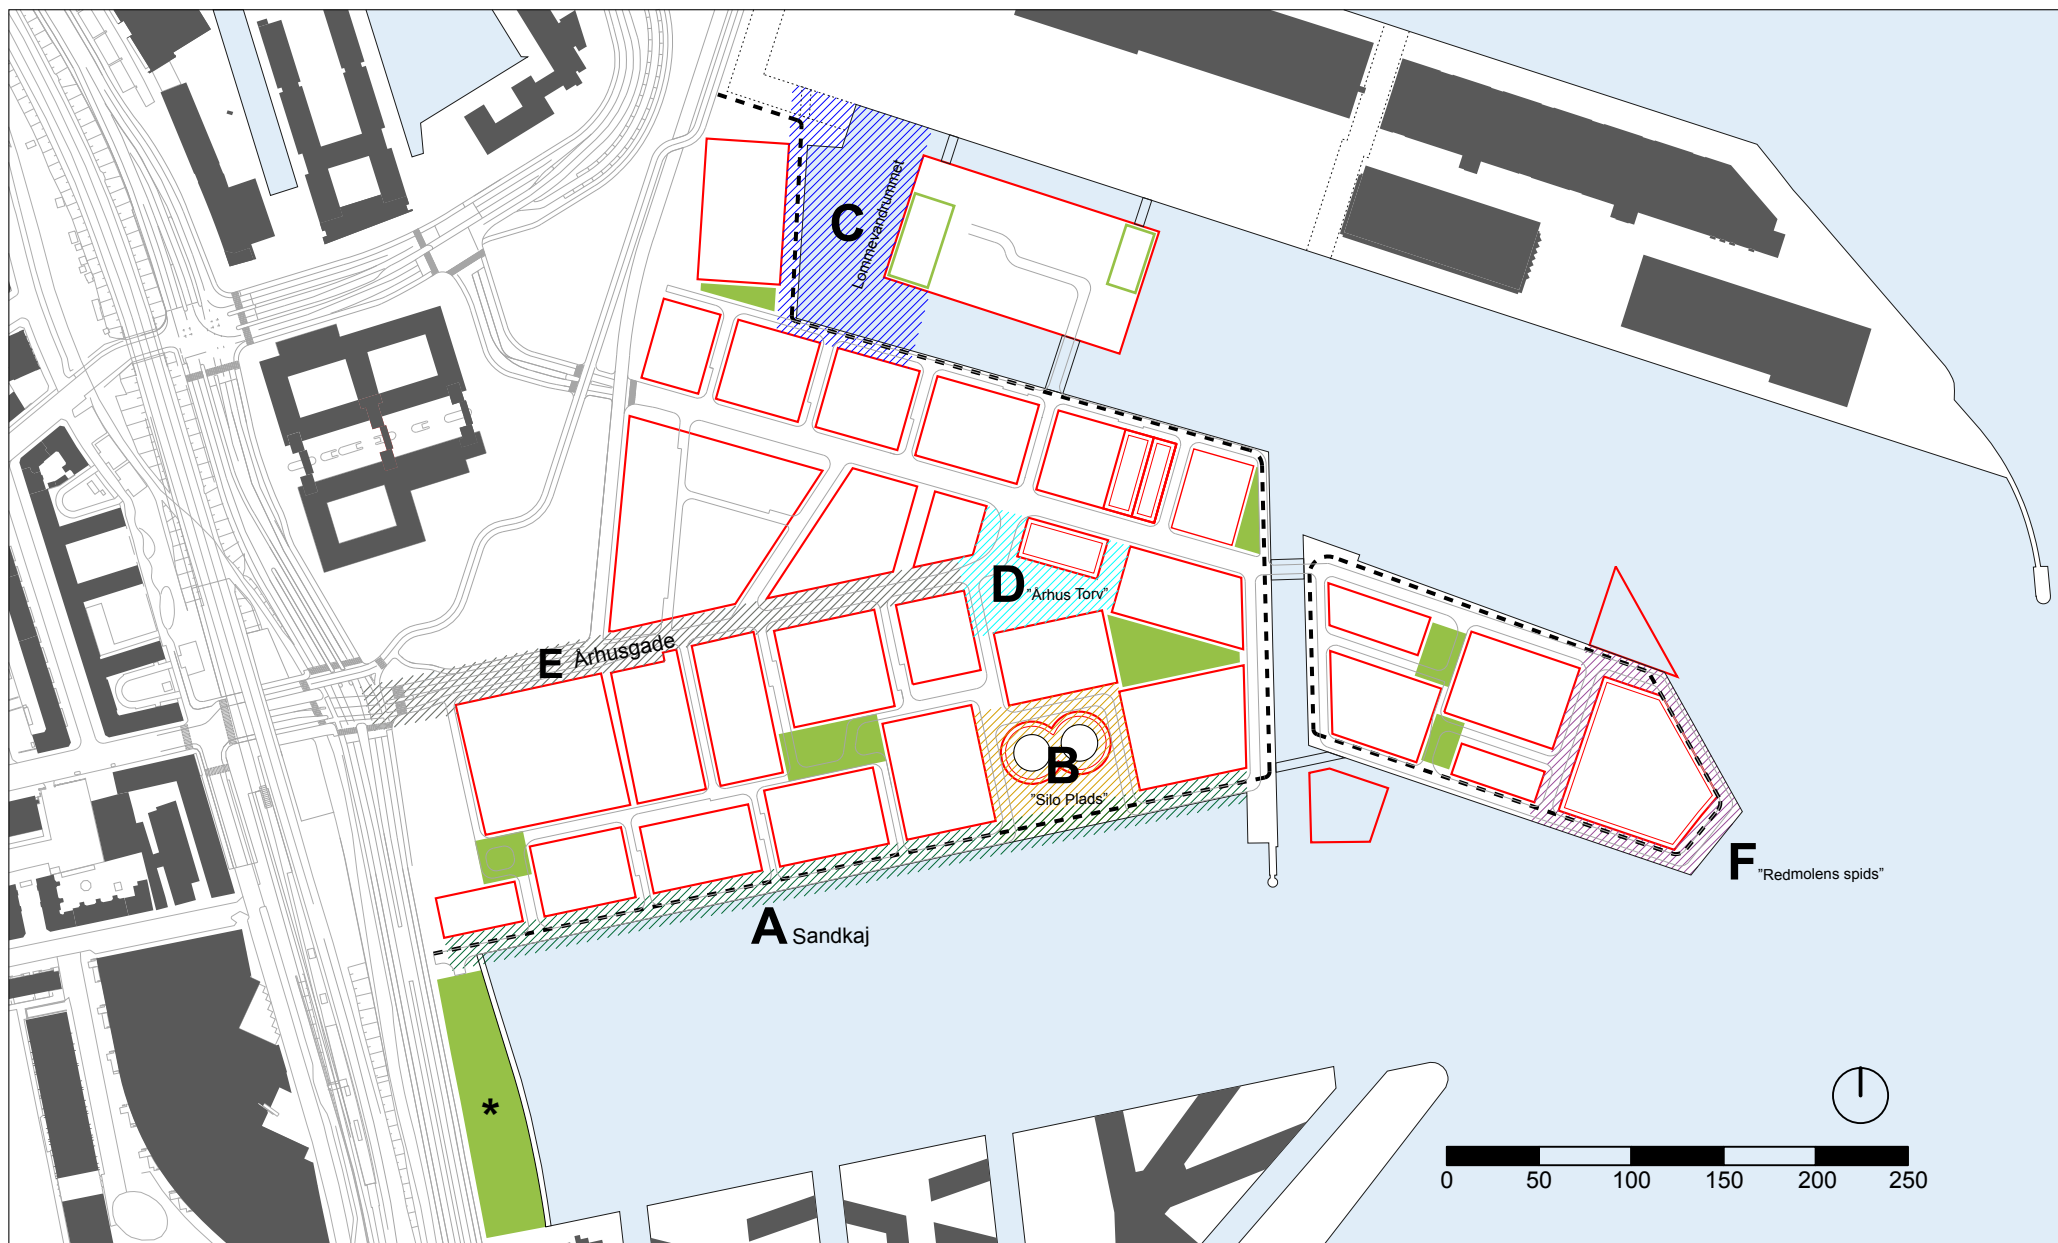 C
Lommevandrummet
D "Århus Torv"
E Århusgade
B
"Silo Plads"
F "Redmolens spids"
A Sandkaj
*
0 50 100 150 200 250